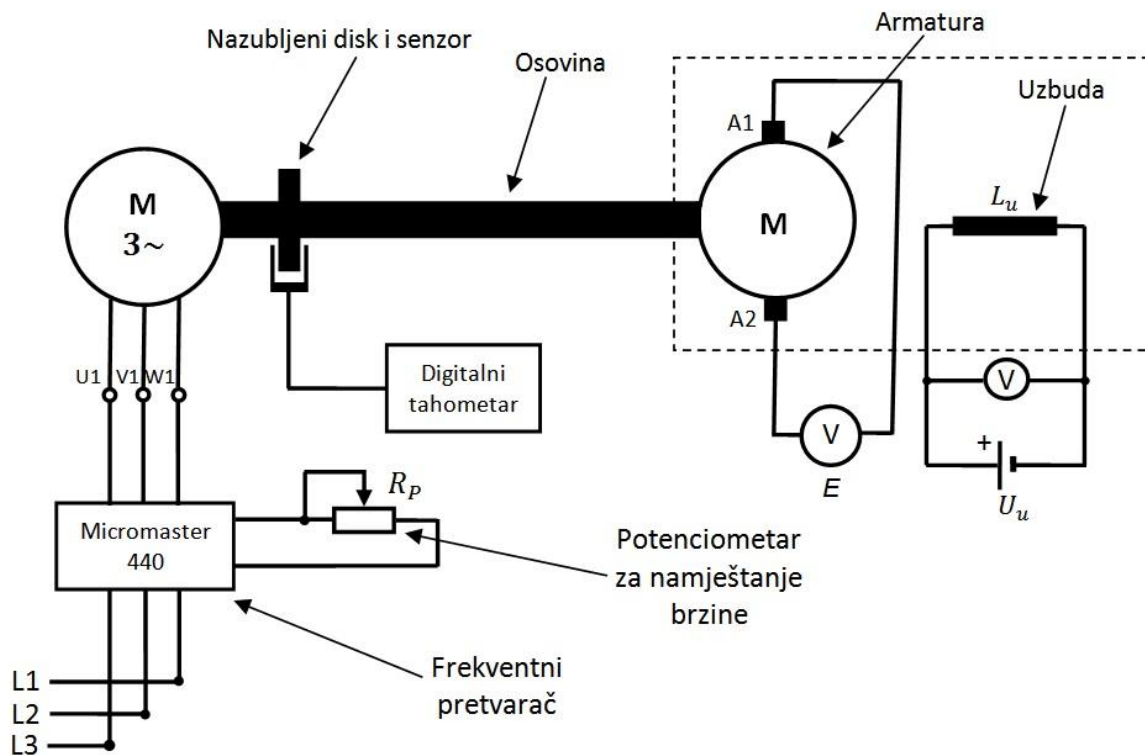 Nazubljeni disk i senzor
Osovina
Armatura
Uzbuda
A1
M
3~
M
L_u
A2
U1 V1 W1
Digitalni
tahometar
V
E
V
+
U_u
R_P
Micromaster
440
Potenciometar
za namještanje
brzine
Frekventni
pretvarač
L1
L2
L3